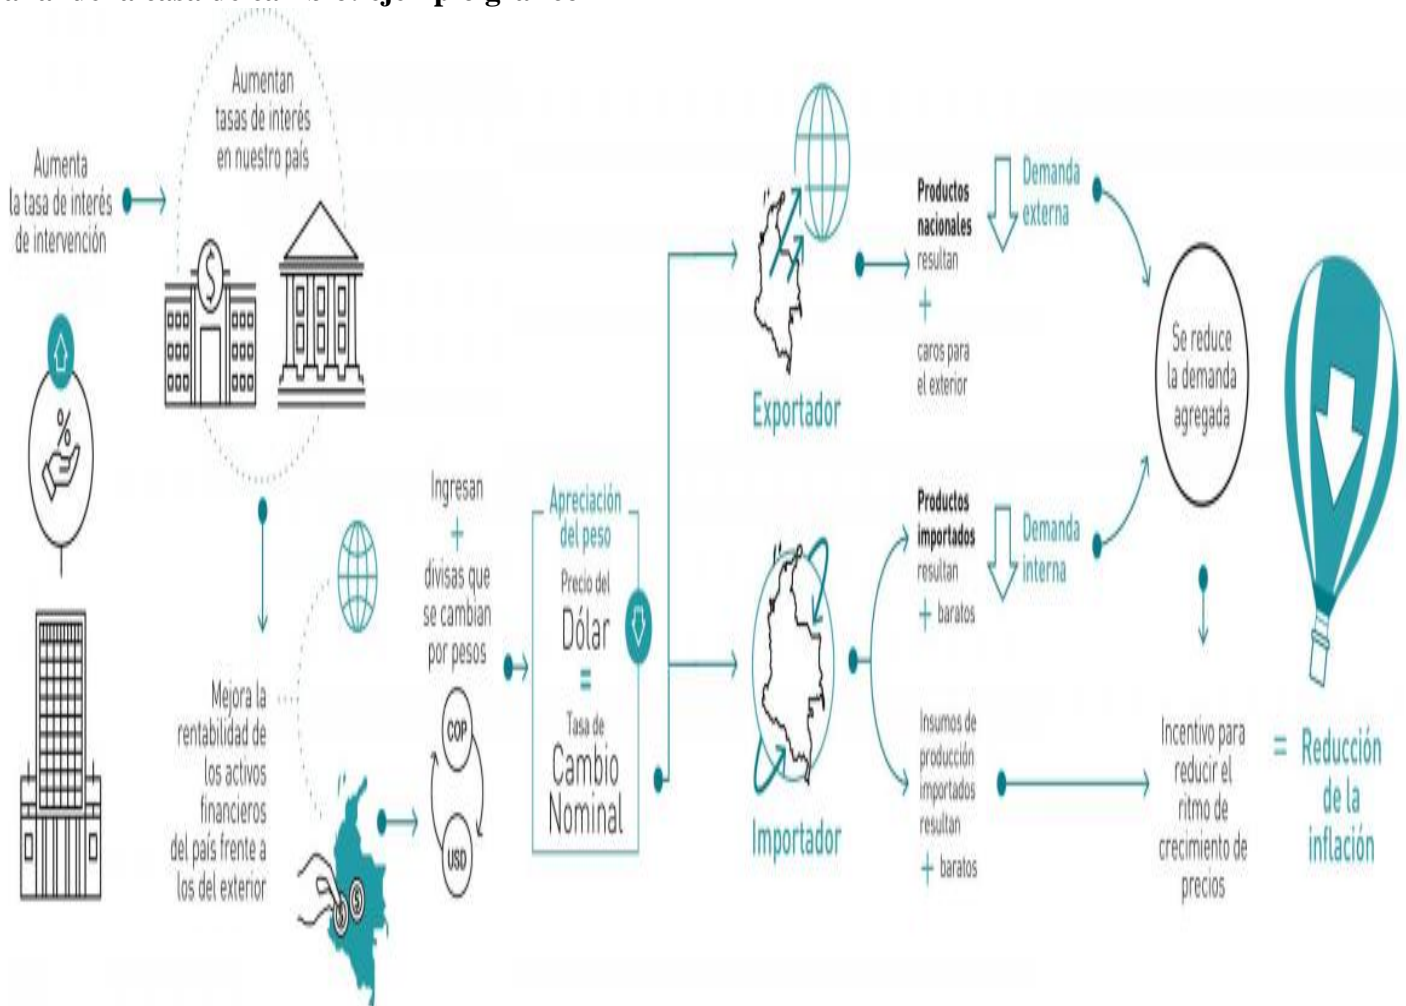 Aumenta
la tasa de interés
de intervención
Aumentan
tasas de interés
en nuestro país
$
%
Mejora la
rentabilidad de
los activos
financieros
del país frente a
los del exterior
$
$
Ingresan
+
divisas que
se cambian
por pesos
COP
USD
Apreciación
del peso
Precio del
Dólar
=
Tasa de
Cambio
Nominal
Exportador
Productos
nacionales
resultan
+
caros para
el exterior
Demanda
externa
Importador
Productos
importados
resultan
+ baratos
Demanda
interna
Insumos de
producción
importados
resultan
+ baratos
Se reduce
la demanda
agregada
Incentivo para
reducir el
ritmo de
crecimiento de
precios
= Reducción
de la
inflación